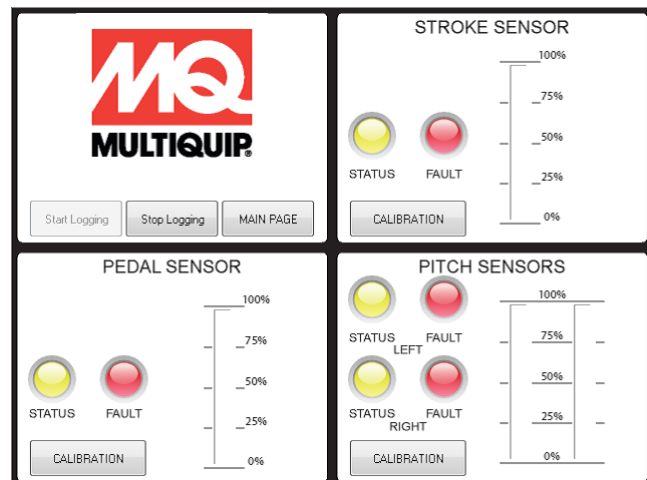 MQ
MULTIQUIP®
Start Logging Stop Logging MAIN PAGE
STROKE SENSOR
100%
75%
50%
25%
0%
STATUS FAULT
CALIBRATION
PEDAL SENSOR
100%
75%
50%
25%
0%
STATUS FAULT
CALIBRATION
PITCH SENSORS
STATUS FAULT
LEFT
STATUS FAULT
RIGHT
100%
75%
50%
25%
0%
CALIBRATION